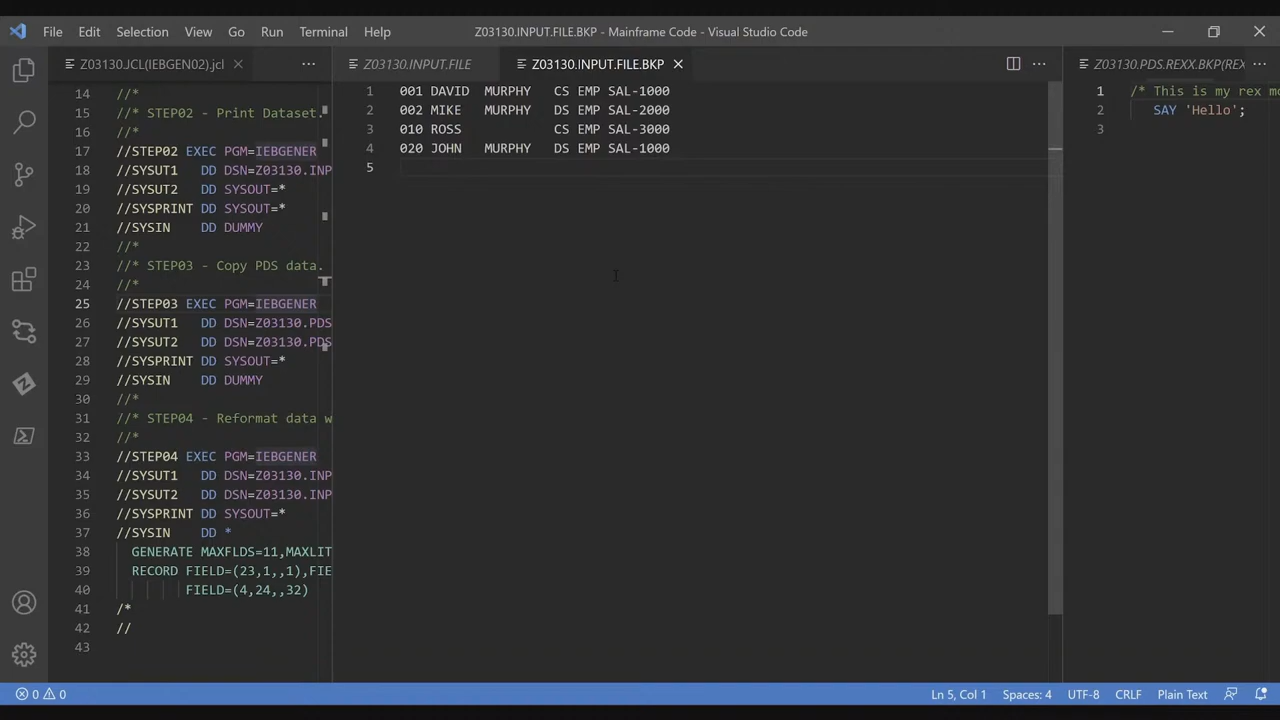 File Edit Selection View Go Run Terminal Help Z03130.INPUT.FILE.BKP - Mainframe Code - Visual Studio Code
Z03130.JCL(IEBGEN02).jcl
14 //*
15 //* STEP02 - Print Dataset.
16 //*
17 //STEP02 EXEC PGM=IEBGENER
18 //SYSUT1   DD DSN=Z03130.INP
19 //SYSUT2   DD SYSOUT=*
20 //SYSPRINT DD SYSOUT=*
21 //SYSIN    DD DUMMY
22 //*
23 //* STEP03 - Copy PDS data.
24 //*
25 //STEP03 EXEC PGM=IEBGENER
26 //SYSUT1   DD DSN=Z03130.PDS
27 //SYSUT2   DD DSN=Z03130.PDS
28 //SYSPRINT DD SYSOUT=*
29 //SYSIN    DD DUMMY
30 //*
31 //* STEP04 - Reformat data w
32 //*
33 //STEP04 EXEC PGM=IEBGENER
34 //SYSUT1   DD DSN=Z03130.INP
35 //SYSUT2   DD DSN=Z03130.INP
36 //SYSPRINT DD SYSOUT=*
37 //SYSIN    DD *
38   GENERATE MAXFLDS=11,MAXLIT
39   RECORD FIELD=(23,1,,1),FIE
40          FIELD=(4,24,,32)
41 /*
42 //
43
Z03130.INPUT.FILE
Z03130.INPUT.FILE.BKP
1 001 DAVID  MURPHY   CS EMP SAL-1000
2 002 MIKE   MURPHY   DS EMP SAL-2000
3 010 ROSS            CS EMP SAL-3000
4 020 JOHN   MURPHY   DS EMP SAL-1000
5
Z03130.PDS.REXX.BKP(REX
1 /* This is my rex mo
2    SAY 'Hello';
3
0 0 Ln 5, Col 1 Spaces: 4 UTF-8 CRLF Plain Text